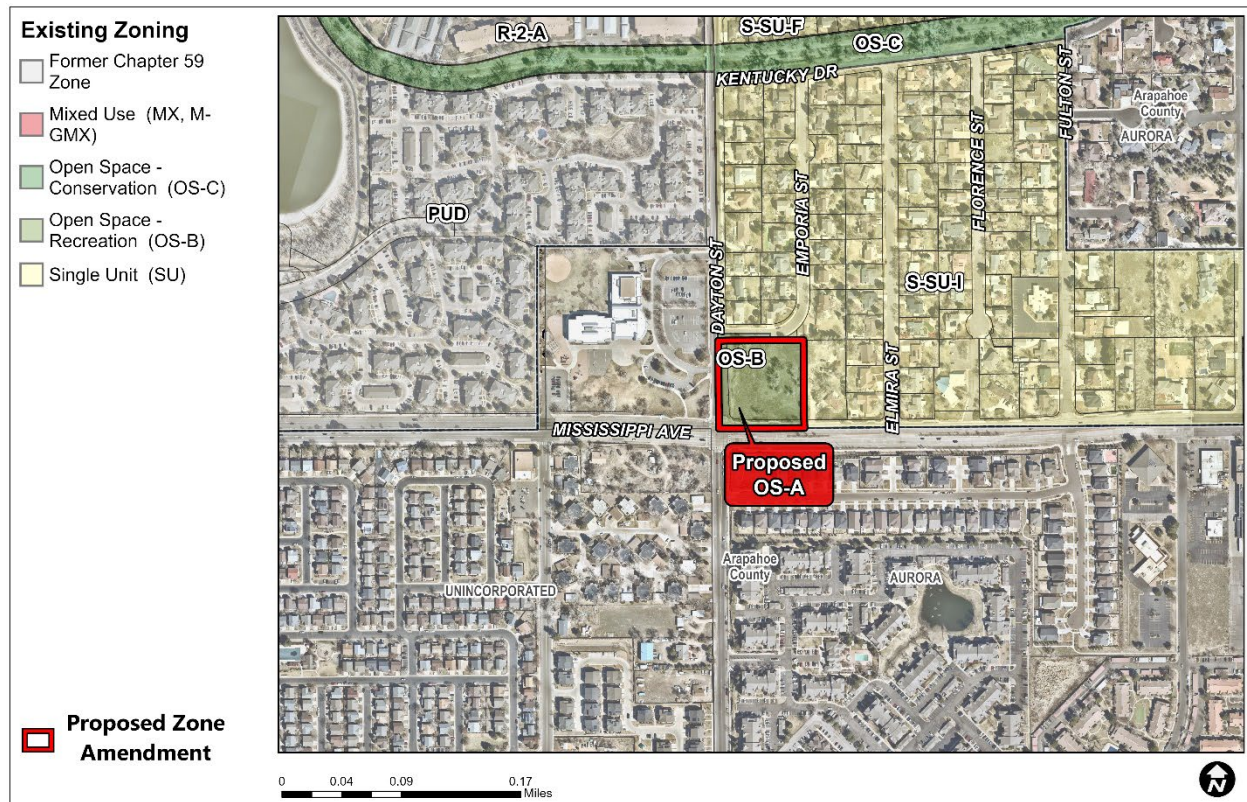 Existing Zoning
Former Chapter 59
Zone
Mixed Use (MX, M-
GMX)
Open Space -
Conservation (OS-C)
Open Space -
Recreation (OS-B)
Single Unit (SU)
Proposed Zone
Amendment
R-2-A
S-SU-F
OS-C
KENTUCKY DR
FULTON ST
Arapahoe
County
AURORA
PUD
DAYTON ST
EMPORIA ST
FLORENCE ST
S-SU-I
ELMIRA ST
OS-B
MISSISSIPPI AVE
Proposed
OS-A
Arapahoe
County
AURORA
UNINCORPORATED
0 0.04 0.09 0.17
Miles